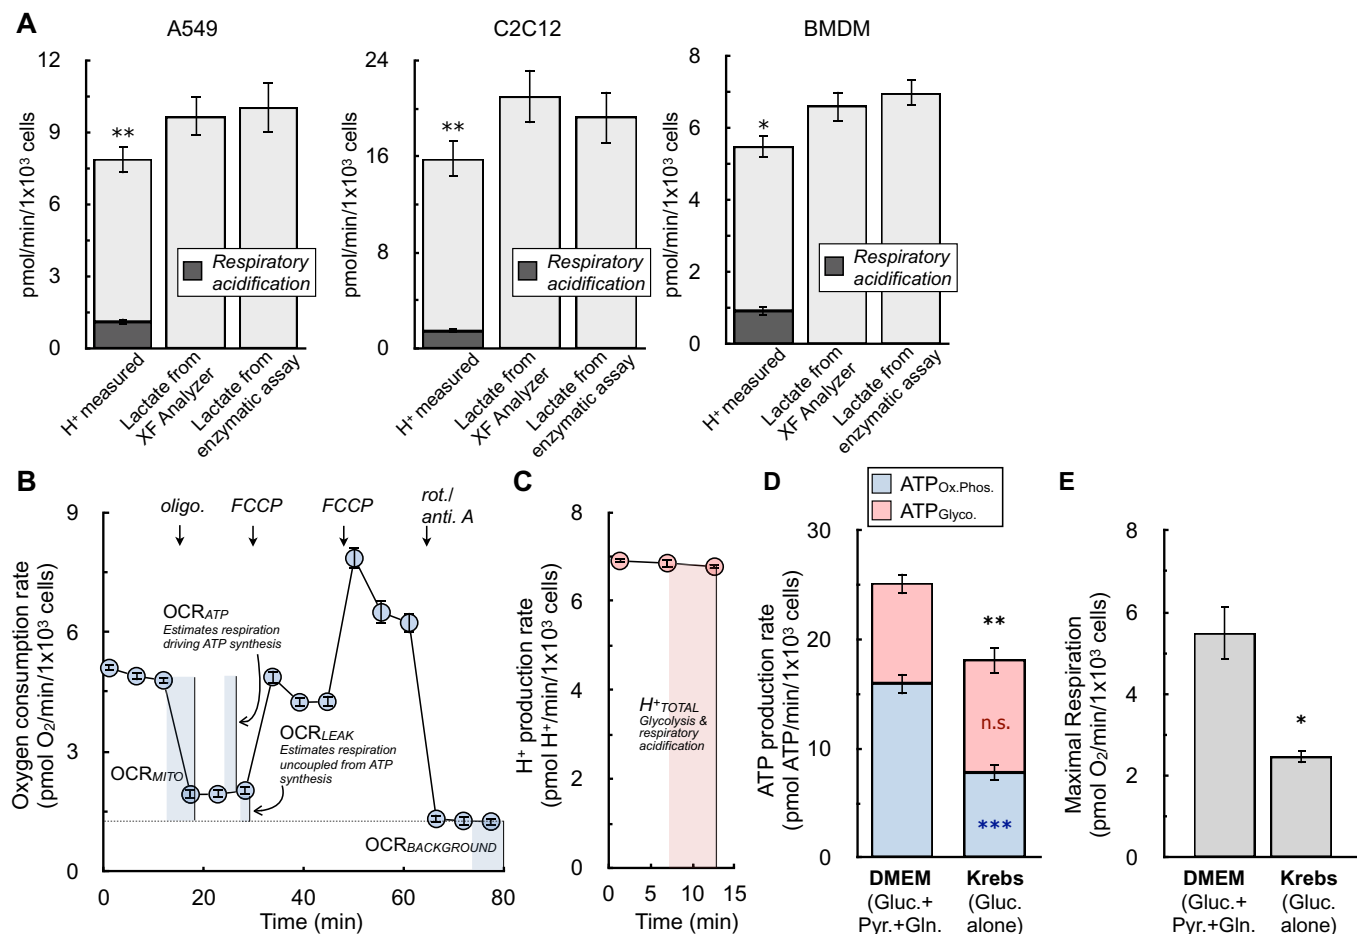 A
A549
12
9
6
3
0
pmol/min/1x10³ cells
**
Respiratory
acidification
H⁺ measured
Lactate from
XF Analyzer
Lactate from
enzymatic assay
C2C12
24
16
8
0
pmol/min/1x10³ cells
**
Respiratory
acidification
H⁺ measured
Lactate from
XF Analyzer
Lactate from
enzymatic assay
BMDM
8
6
4
2
0
pmol/min/1x10³ cells
*
Respiratory
acidification
H⁺ measured
Lactate from
XF Analyzer
Lactate from
enzymatic assay
B
oligo.
FCCP
FCCP
rot./
anti. A
9
6
3
0
Oxygen consumption rate
(pmol O₂/min/1x10³ cells)
OCRATP
Estimates respiration
driving ATP synthesis
OCRLEAK
Estimates respiration
uncoupled from ATP
synthesis
OCRMITO
OCRBACKGROUND
0
20
40
60
80
Time (min)
C
8
6
4
2
0
H⁺ production rate
(pmol H⁺/min/1x10³ cells)
H⁺TOTAL
Glycolysis &
respiratory
acidification
0
5
10
15
Time (min)
D
ATPOx.Phos.
ATPGlyco.
30
20
10
0
ATP production rate
(pmol ATP/min/1x10³ cells)
**
n.s.
***
DMEM
(Gluc.+
Pyr.+Gln.
Krebs
(Gluc.
alone)
E
8
6
4
2
0
Maximal Respiration
(pmol O₂/min/1x10³ cells)
*
DMEM
(Gluc.+
Pyr.+Gln.
Krebs
(Gluc.
alone)